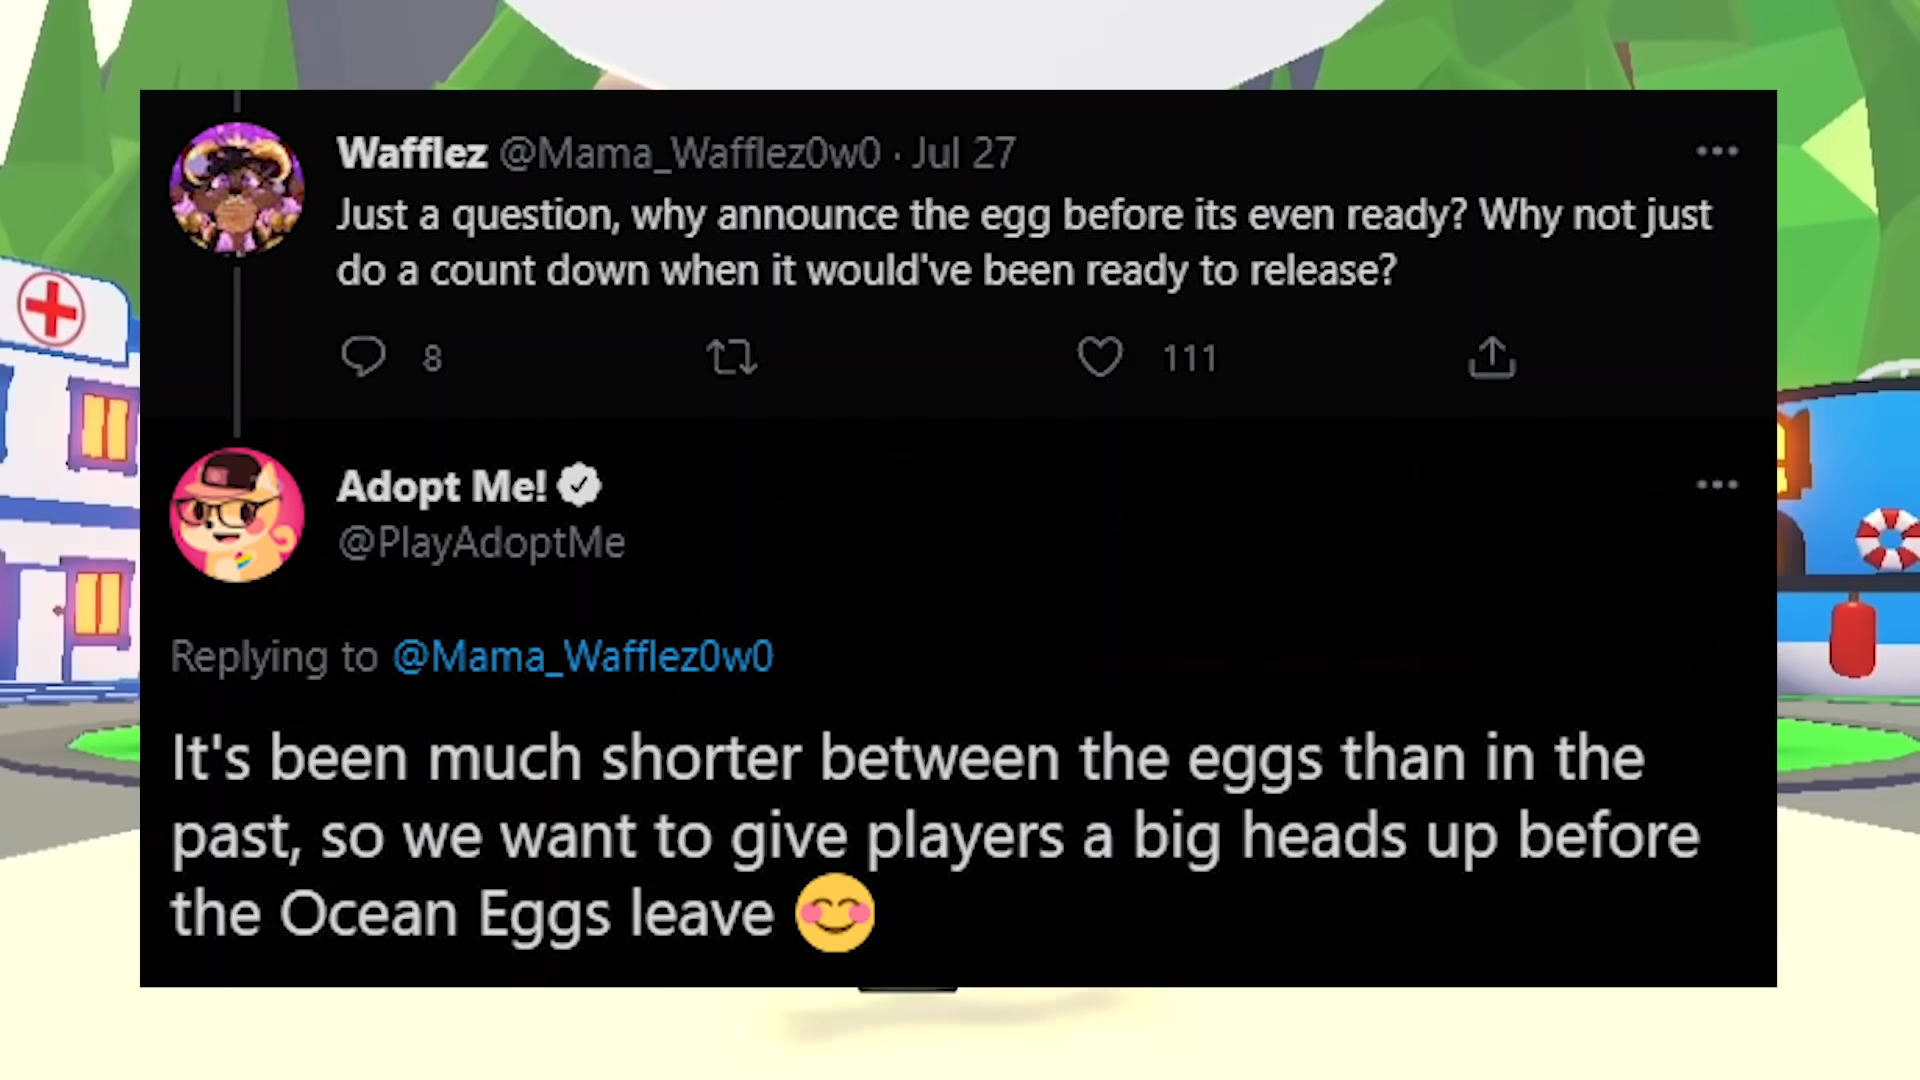 Wafflez @Mama_Wafflez0w0 · Jul 27
Just a question, why announce the egg before its even ready? Why not just
do a count down when it would've been ready to release?
8 111
Adopt Me!
@PlayAdoptMe
Replying to @Mama_Wafflez0w0
It's been much shorter between the eggs than in the
past, so we want to give players a big heads up before
the Ocean Eggs leave 😊